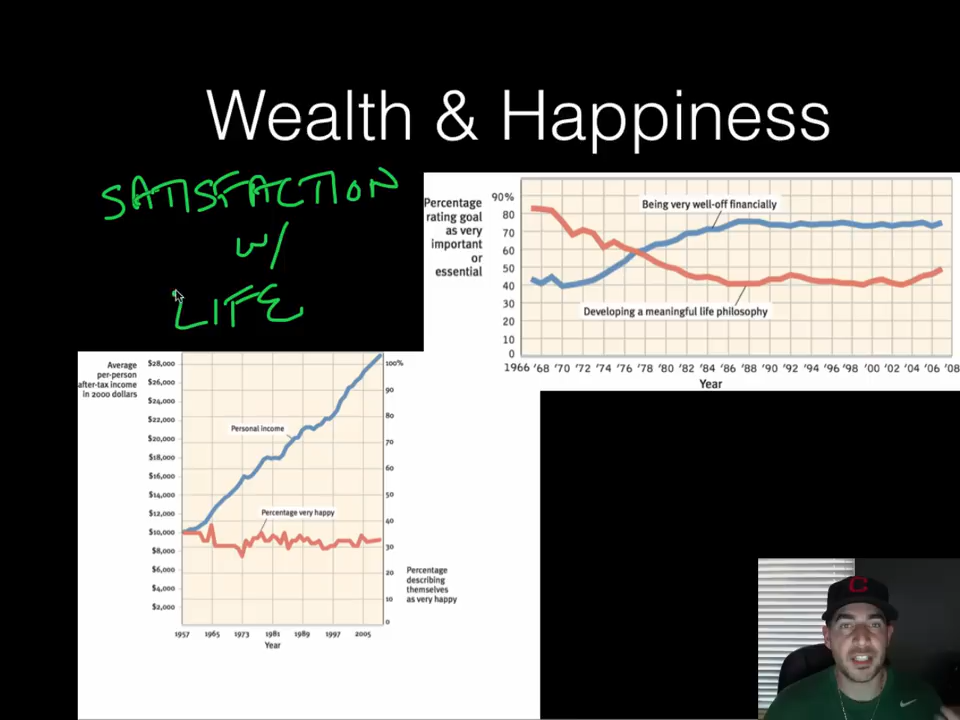 Wealth & Happiness
SATISFACTION
w/
LIFE
Percentage
rating goal
as very
important
or
essential
90%
80
70
60
50
40
30
20
10
0
Being very well-off financially
Developing a meaningful life philosophy
1966 '68 '70 '72 '74 '76 '78 '80 '82 '84 '86 '88 '90 '92 '94 '96 '98 '00 '02 '04 '06 '08
Year
Average
per-person
after-tax income
in 2000 dollars
$28,000
$26,000
$24,000
$22,000
$20,000
$18,000
$16,000
$14,000
$12,000
$10,000
$8,000
$6,000
$4,000
$2,000
Personal income
Percentage very happy
100%
90
80
70
60
50
40
30
20
10
0
Percentage
describing
themselves
as very happy
1957 1965 1973 1981 1989 1997 2005
Year
C